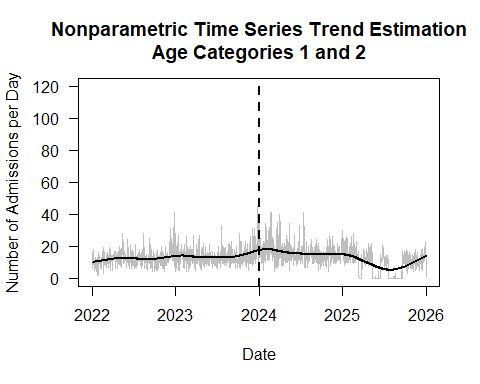 Nonparametric Time Series Trend Estimation
Age Categories 1 and 2
Number of Admissions per Day
120
100
80
60
40
20
0
2022 2023 2024 2025 2026
Date